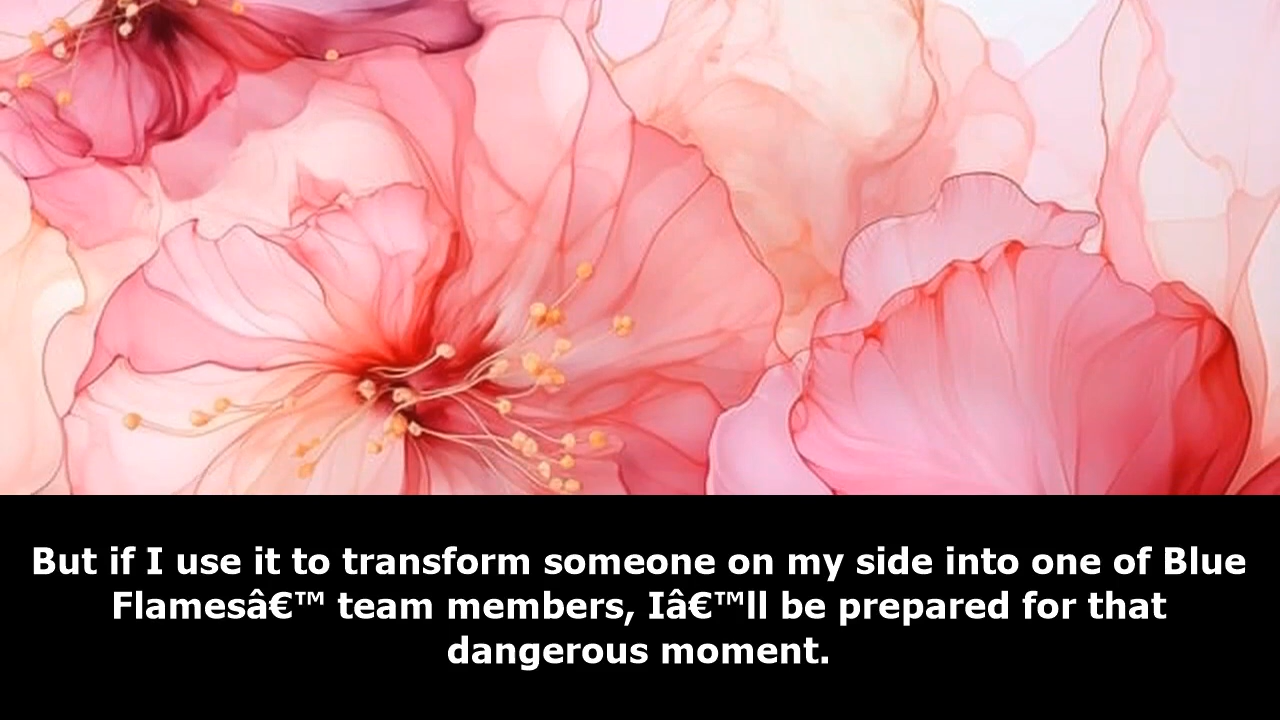 But if I use it to transform someone on my side into one of Blue
Flamesâ€™ team members, Iâ€™ll be prepared for that
dangerous moment.